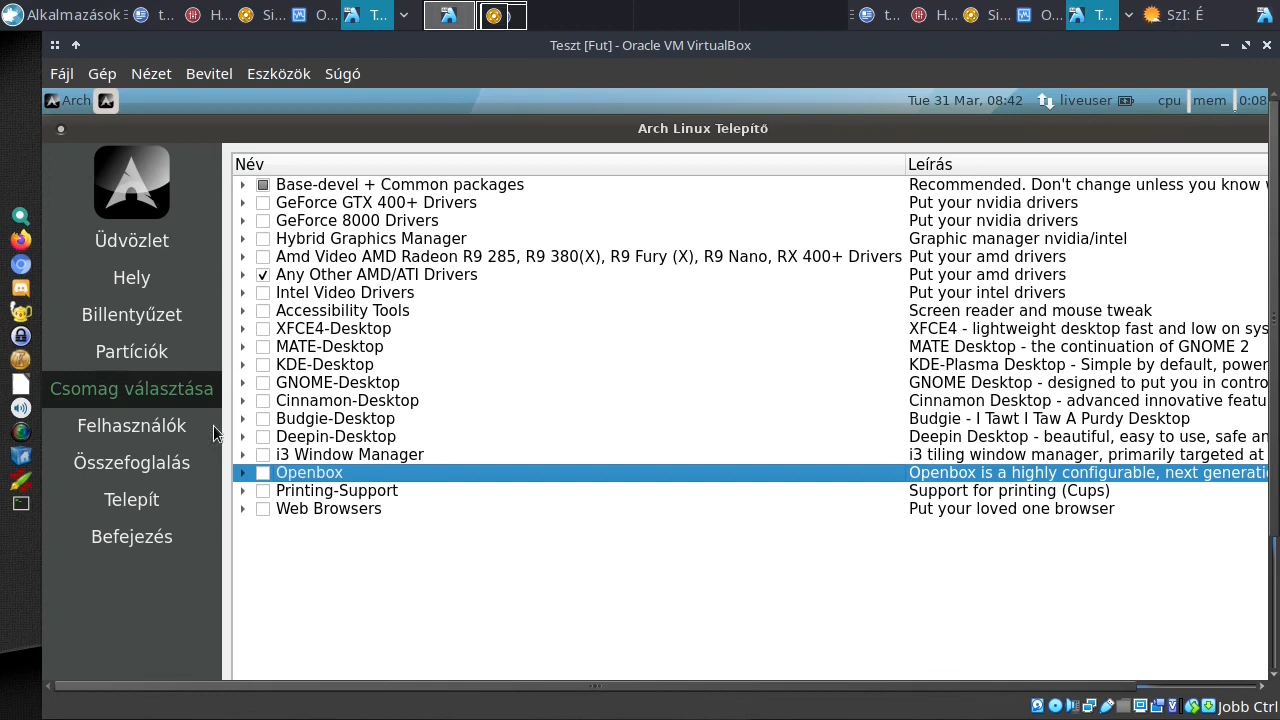 Alkalmazások t... H... Si... O... T... t... H... Si... O... T... SzI: É
Teszt [Fut] - Oracle VM VirtualBox
Fájl Gép Nézet Bevitel Eszközök Súgó
Arch Tue 31 Mar, 08:42 liveuser cpu mem 0:08
Arch Linux Telepítő
Név Leírás
Base-devel + Common packages Recommended. Don't change unless you know
GeForce GTX 400+ Drivers Put your nvidia drivers
GeForce 8000 Drivers Put your nvidia drivers
Hybrid Graphics Manager Graphic manager nvidia/intel
Amd Video AMD Radeon R9 285, R9 380(X), R9 Fury (X), R9 Nano, RX 400+ Drivers Put your amd drivers
Any Other AMD/ATI Drivers Put your amd drivers
Intel Video Drivers Put your intel drivers
Accessibility Tools Screen reader and mouse tweak
XFCE4-Desktop XFCE4 - lightweight desktop fast and low on sys
MATE-Desktop MATE Desktop - the continuation of GNOME 2
KDE-Desktop KDE-Plasma Desktop - Simple by default, power
GNOME-Desktop GNOME Desktop - designed to put you in contro
Cinnamon-Desktop Cinnamon Desktop - advanced innovative featu
Budgie-Desktop Budgie - I Tawt I Taw A Purdy Desktop
Deepin-Desktop Deepin Desktop - beautiful, easy to use, safe an
i3 Window Manager i3 tiling window manager, primarily targeted at
Openbox Openbox is a highly configurable, next generati
Printing-Support Support for printing (Cups)
Web Browsers Put your loved one browser
Üdvözlet
Hely
Billentyűzet
Partíciók
Csomag választása
Felhasználók
Összefoglalás
Telepít
Befejezés
Jobb Ctrl